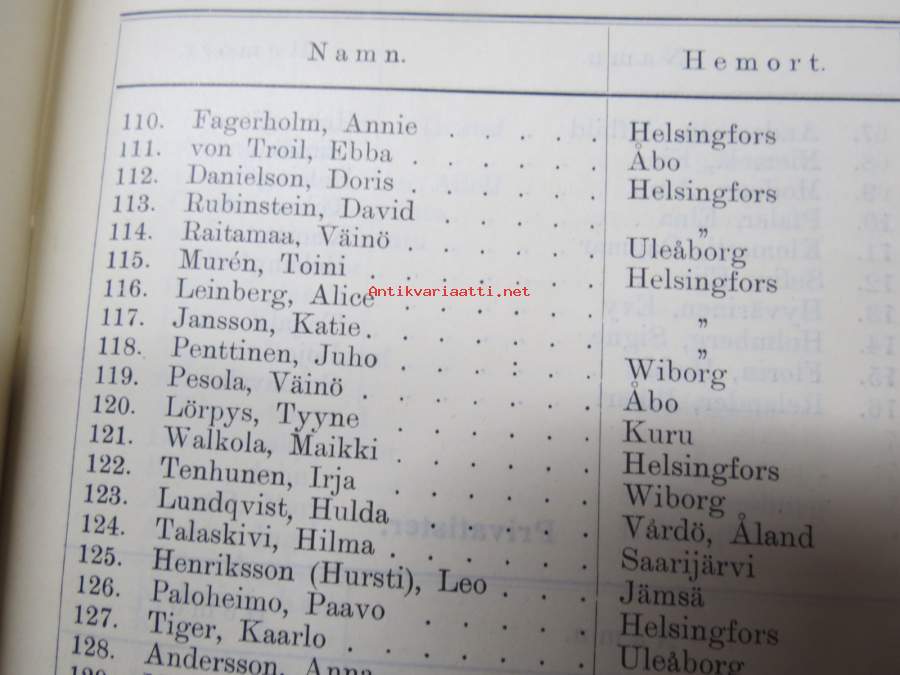 Namn. Hemort.
110. Fagerholm, Annie . . . . . . Helsingfors
111. von Troil, Ebba . . . . . . Åbo
112. Danielson, Doris . . . . . . Helsingfors
113. Rubinstein, David . . . . . . „
114. Raitamaa, Väinö . . . . . . Uleåborg
115. Murén, Toini . . . . . . Helsingfors
116. Leinberg, Alice . . . . . . „
117. Jansson, Katie . . . . . . . „
118. Penttinen, Juho . . . . . . Wiborg
119. Pesola, Väinö . . . . . . . Åbo
120. Lörpys, Tyyne . . . . . . Kuru
121. Walkola, Maikki . . . . . . Helsingfors
122. Tenhunen, Irja . . . . . . Wiborg
123. Lundqvist, Hulda . . . . . Vårdö, Åland
124. Talaskivi, Hilma . . . . . . Saarijärvi
125. Henriksson (Hursti), Leo . . . Jämsä
126. Paloheimo, Paavo . . . . . Helsingfors
127. Tiger, Kaarlo . . . . . . . Uleåborg
128. Andersson, Anna
Antikvariaatti.net